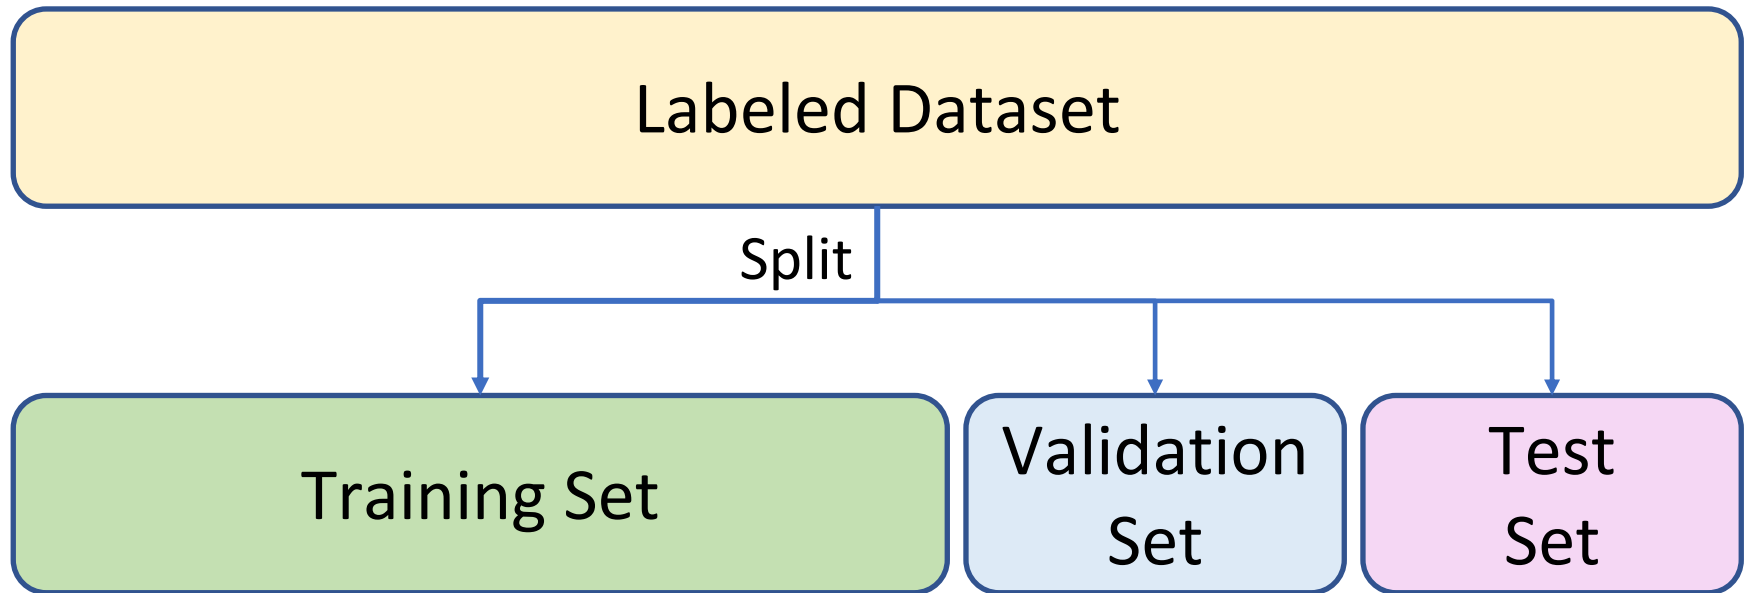 Labeled Dataset
Split
Training Set
Validation
Set
Test
Set